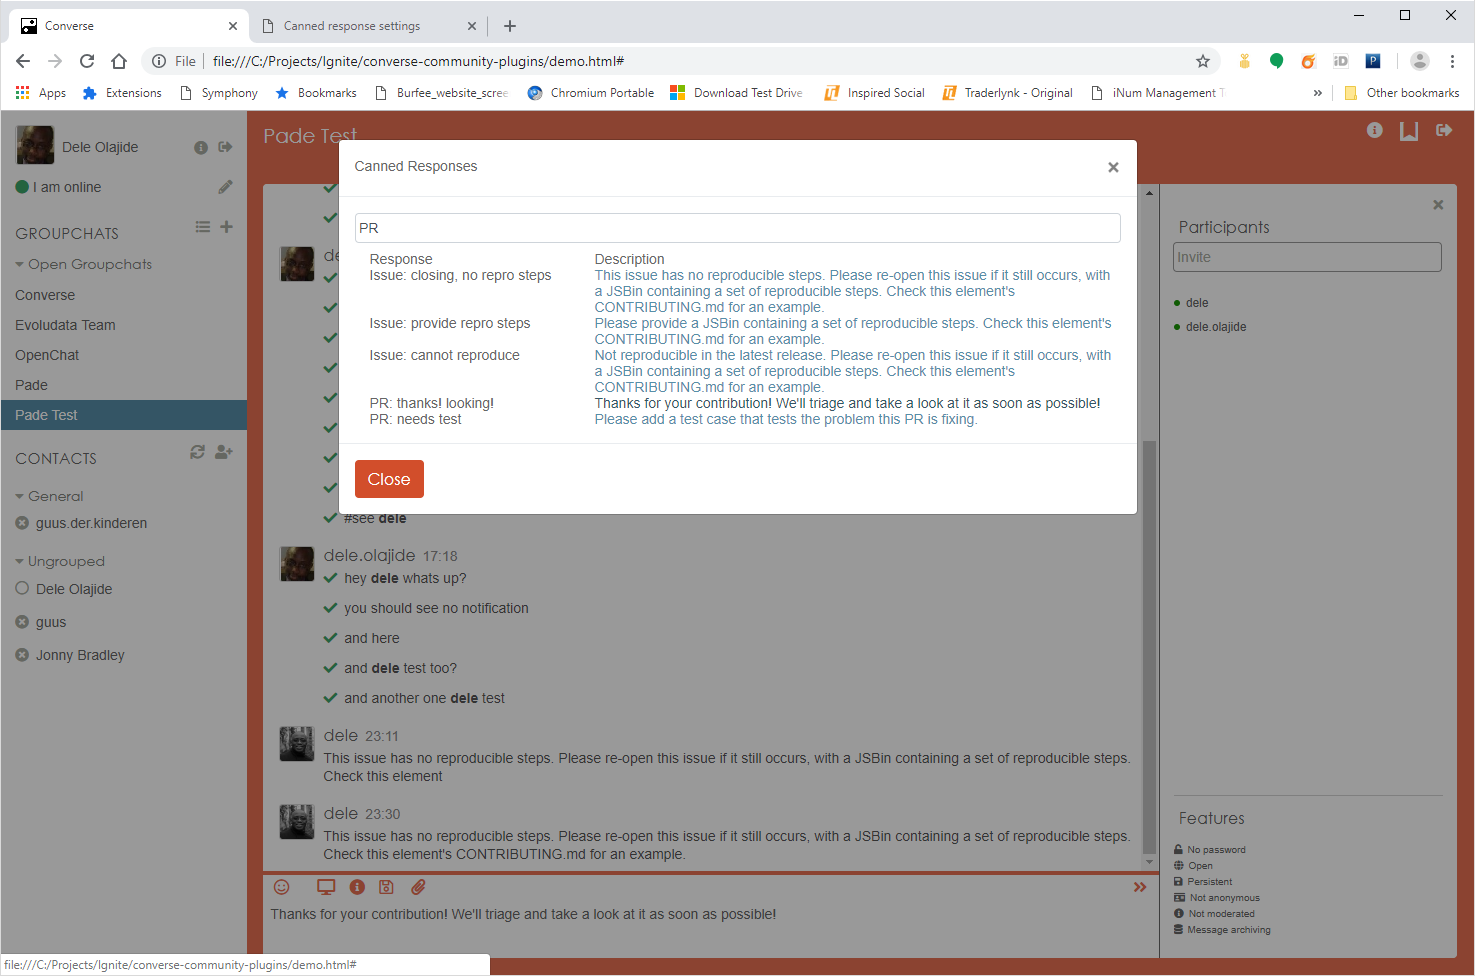 Converse
Canned response settings
File
file:///C:/Projects/Ignite/converse-community-plugins/demo.html#
iD
P
Apps
Extensions
Symphony
Bookmarks
Burfee_website_scree
Chromium Portable
Download Test Drive
Inspired Social
Traderlynk - Original
iNum Management T
»
Other bookmarks
Dele Olajide
I am online
GROUPCHATS
Open Groupchats
Converse
Evoludata Team
OpenChat
Pade
Pade Test
CONTACTS
General
guus.der.kinderen
Ungrouped
Dele Olajide
guus
Jonny Bradley
Pade Test
Canned Responses
PR
Response Description
Issue: closing, no repro steps This issue has no reproducible steps. Please re-open this issue if it still occurs, with
a JSBin containing a set of reproducible steps. Check this element's
CONTRIBUTING.md for an example.
Issue: provide repro steps Please provide a JSBin containing a set of reproducible steps. Check this element's
CONTRIBUTING.md for an example.
Issue: cannot reproduce Not reproducible in the latest release. Please re-open this issue if it still occurs, with
a JSBin containing a set of reproducible steps. Check this element's
CONTRIBUTING.md for an example.
PR: thanks! looking! Thanks for your contribution! We'll triage and take a look at it as soon as possible!
PR: needs test Please add a test case that tests the problem this PR is fixing.
Close
#see dele
dele.olajide 17:18
hey dele whats up?
you should see no notification
and here
and dele test too?
and another one dele test
dele 23:11
This issue has no reproducible steps. Please re-open this issue if it still occurs, with a JSBin containing a set of reproducible steps.
Check this element
dele 23:30
This issue has no reproducible steps. Please re-open this issue if it still occurs, with a JSBin containing a set of reproducible steps.
Check this element's CONTRIBUTING.md for an example.
Thanks for your contribution! We'll triage and take a look at it as soon as possible!
Participants
Invite
dele
dele.olajide
Features
No password
Open
Persistent
Not anonymous
Not moderated
Message archiving
file:///C:/Projects/Ignite/converse-community-plugins/demo.html#